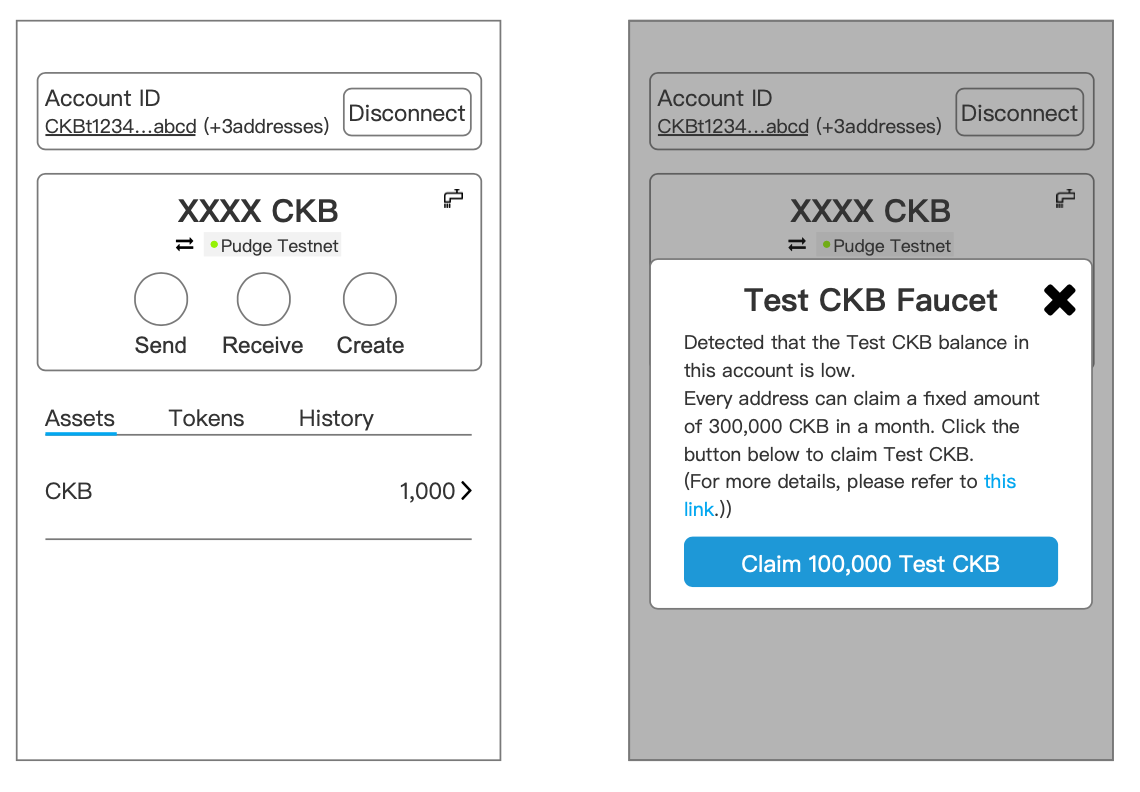 Account ID
CKBt1234...abcd (+3addresses)
Disconnect
XXXX CKB
Pudge Testnet
Send
Receive
Create
Assets
Tokens
History
CKB
1,000
Account ID
CKBt1234...abcd (+3addresses)
Disconnect
XXXX CKB
Pudge Testnet
Test CKB Faucet
Detected that the Test CKB balance in
this account is low.
Every address can claim a fixed amount
of 300,000 CKB in a month. Click the
button below to claim Test CKB.
(For more details, please refer to this
link.))
Claim 100,000 Test CKB